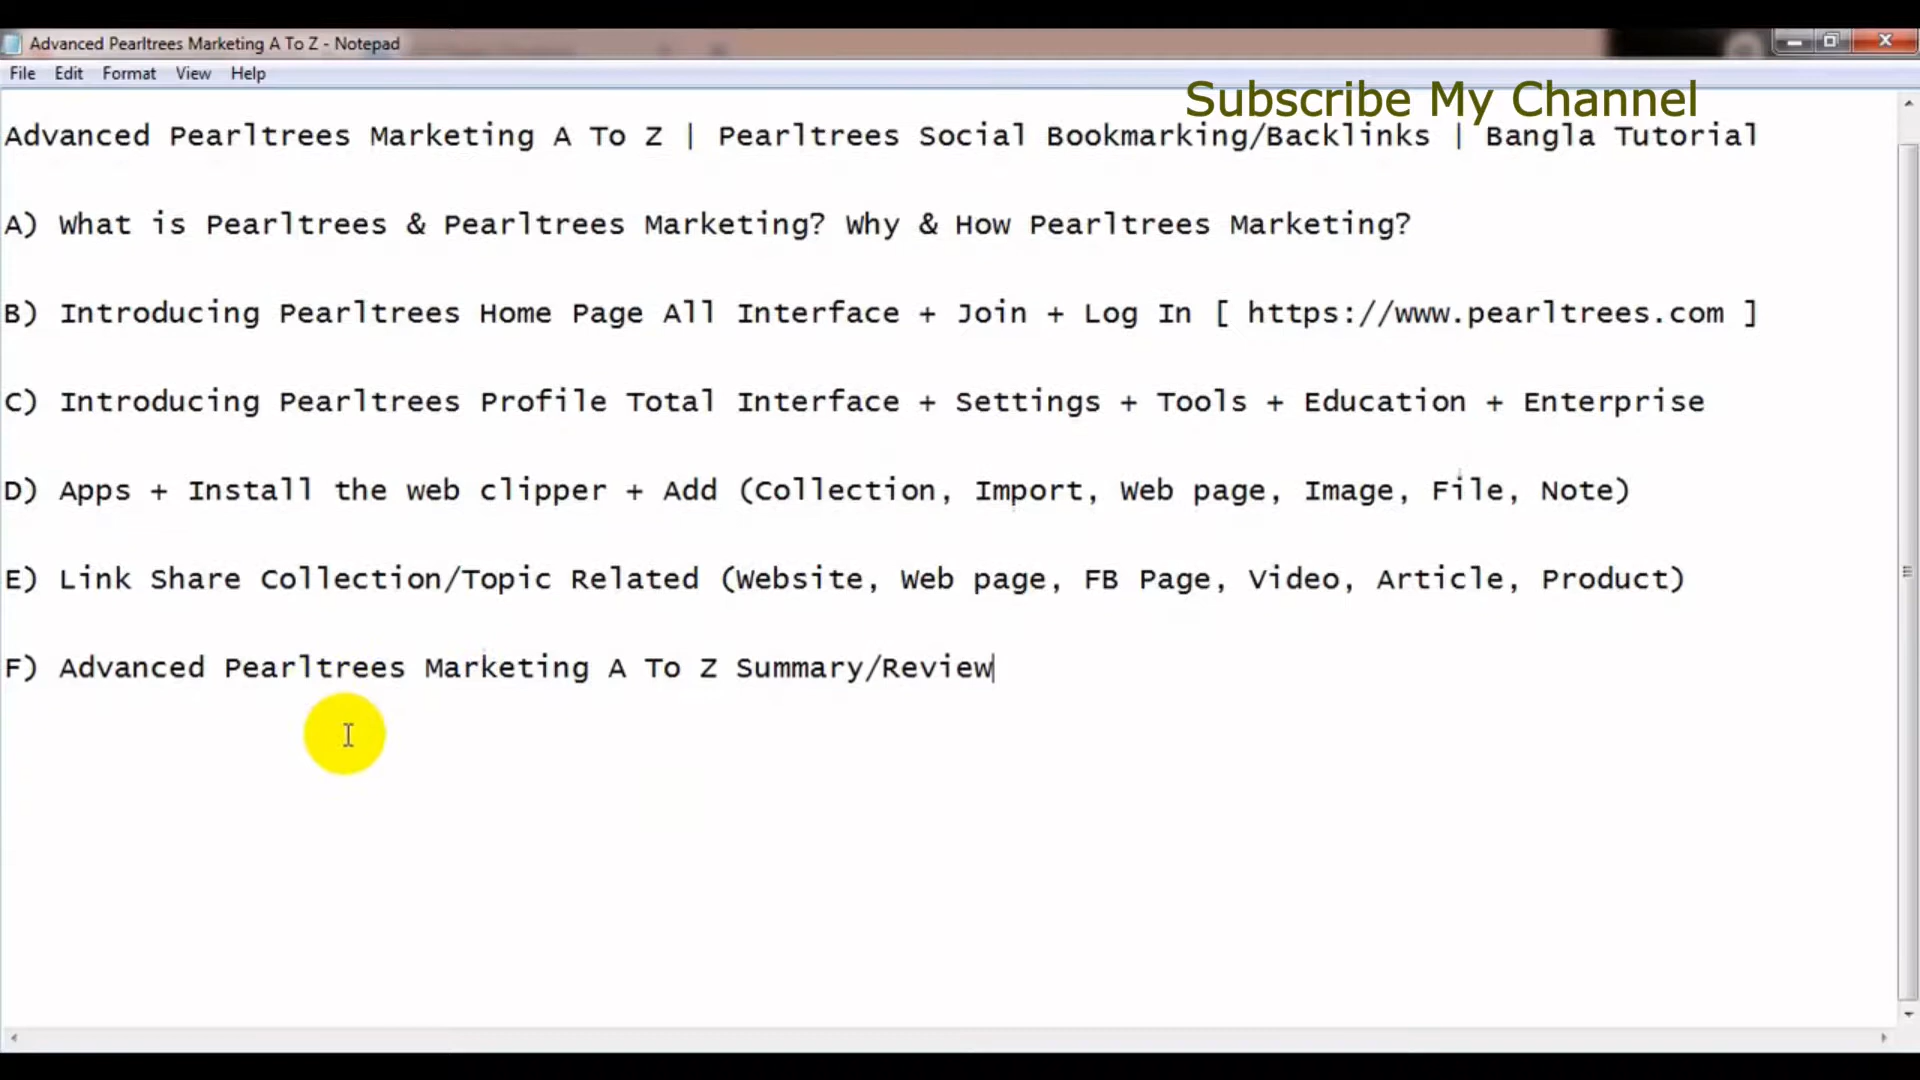 Advanced Pearltrees Marketing A To Z - Notepad
File Edit Format View Help
Subscribe My Channel
Advanced Pearltrees Marketing A To Z | Pearltrees Social Bookmarking/Backlinks | Bangla Tutorial
A) What is Pearltrees & Pearltrees Marketing? Why & How Pearltrees Marketing?
B) Introducing Pearltrees Home Page All Interface + Join + Log In [ https://www.pearltrees.com ]
C) Introducing Pearltrees Profile Total Interface + Settings + Tools + Education + Enterprise
D) Apps + Install the web clipper + Add (Collection, Import, Web page, Image, File, Note)
E) Link Share Collection/Topic Related (Website, Web page, FB Page, Video, Article, Product)
F) Advanced Pearltrees Marketing A To Z Summary/Review